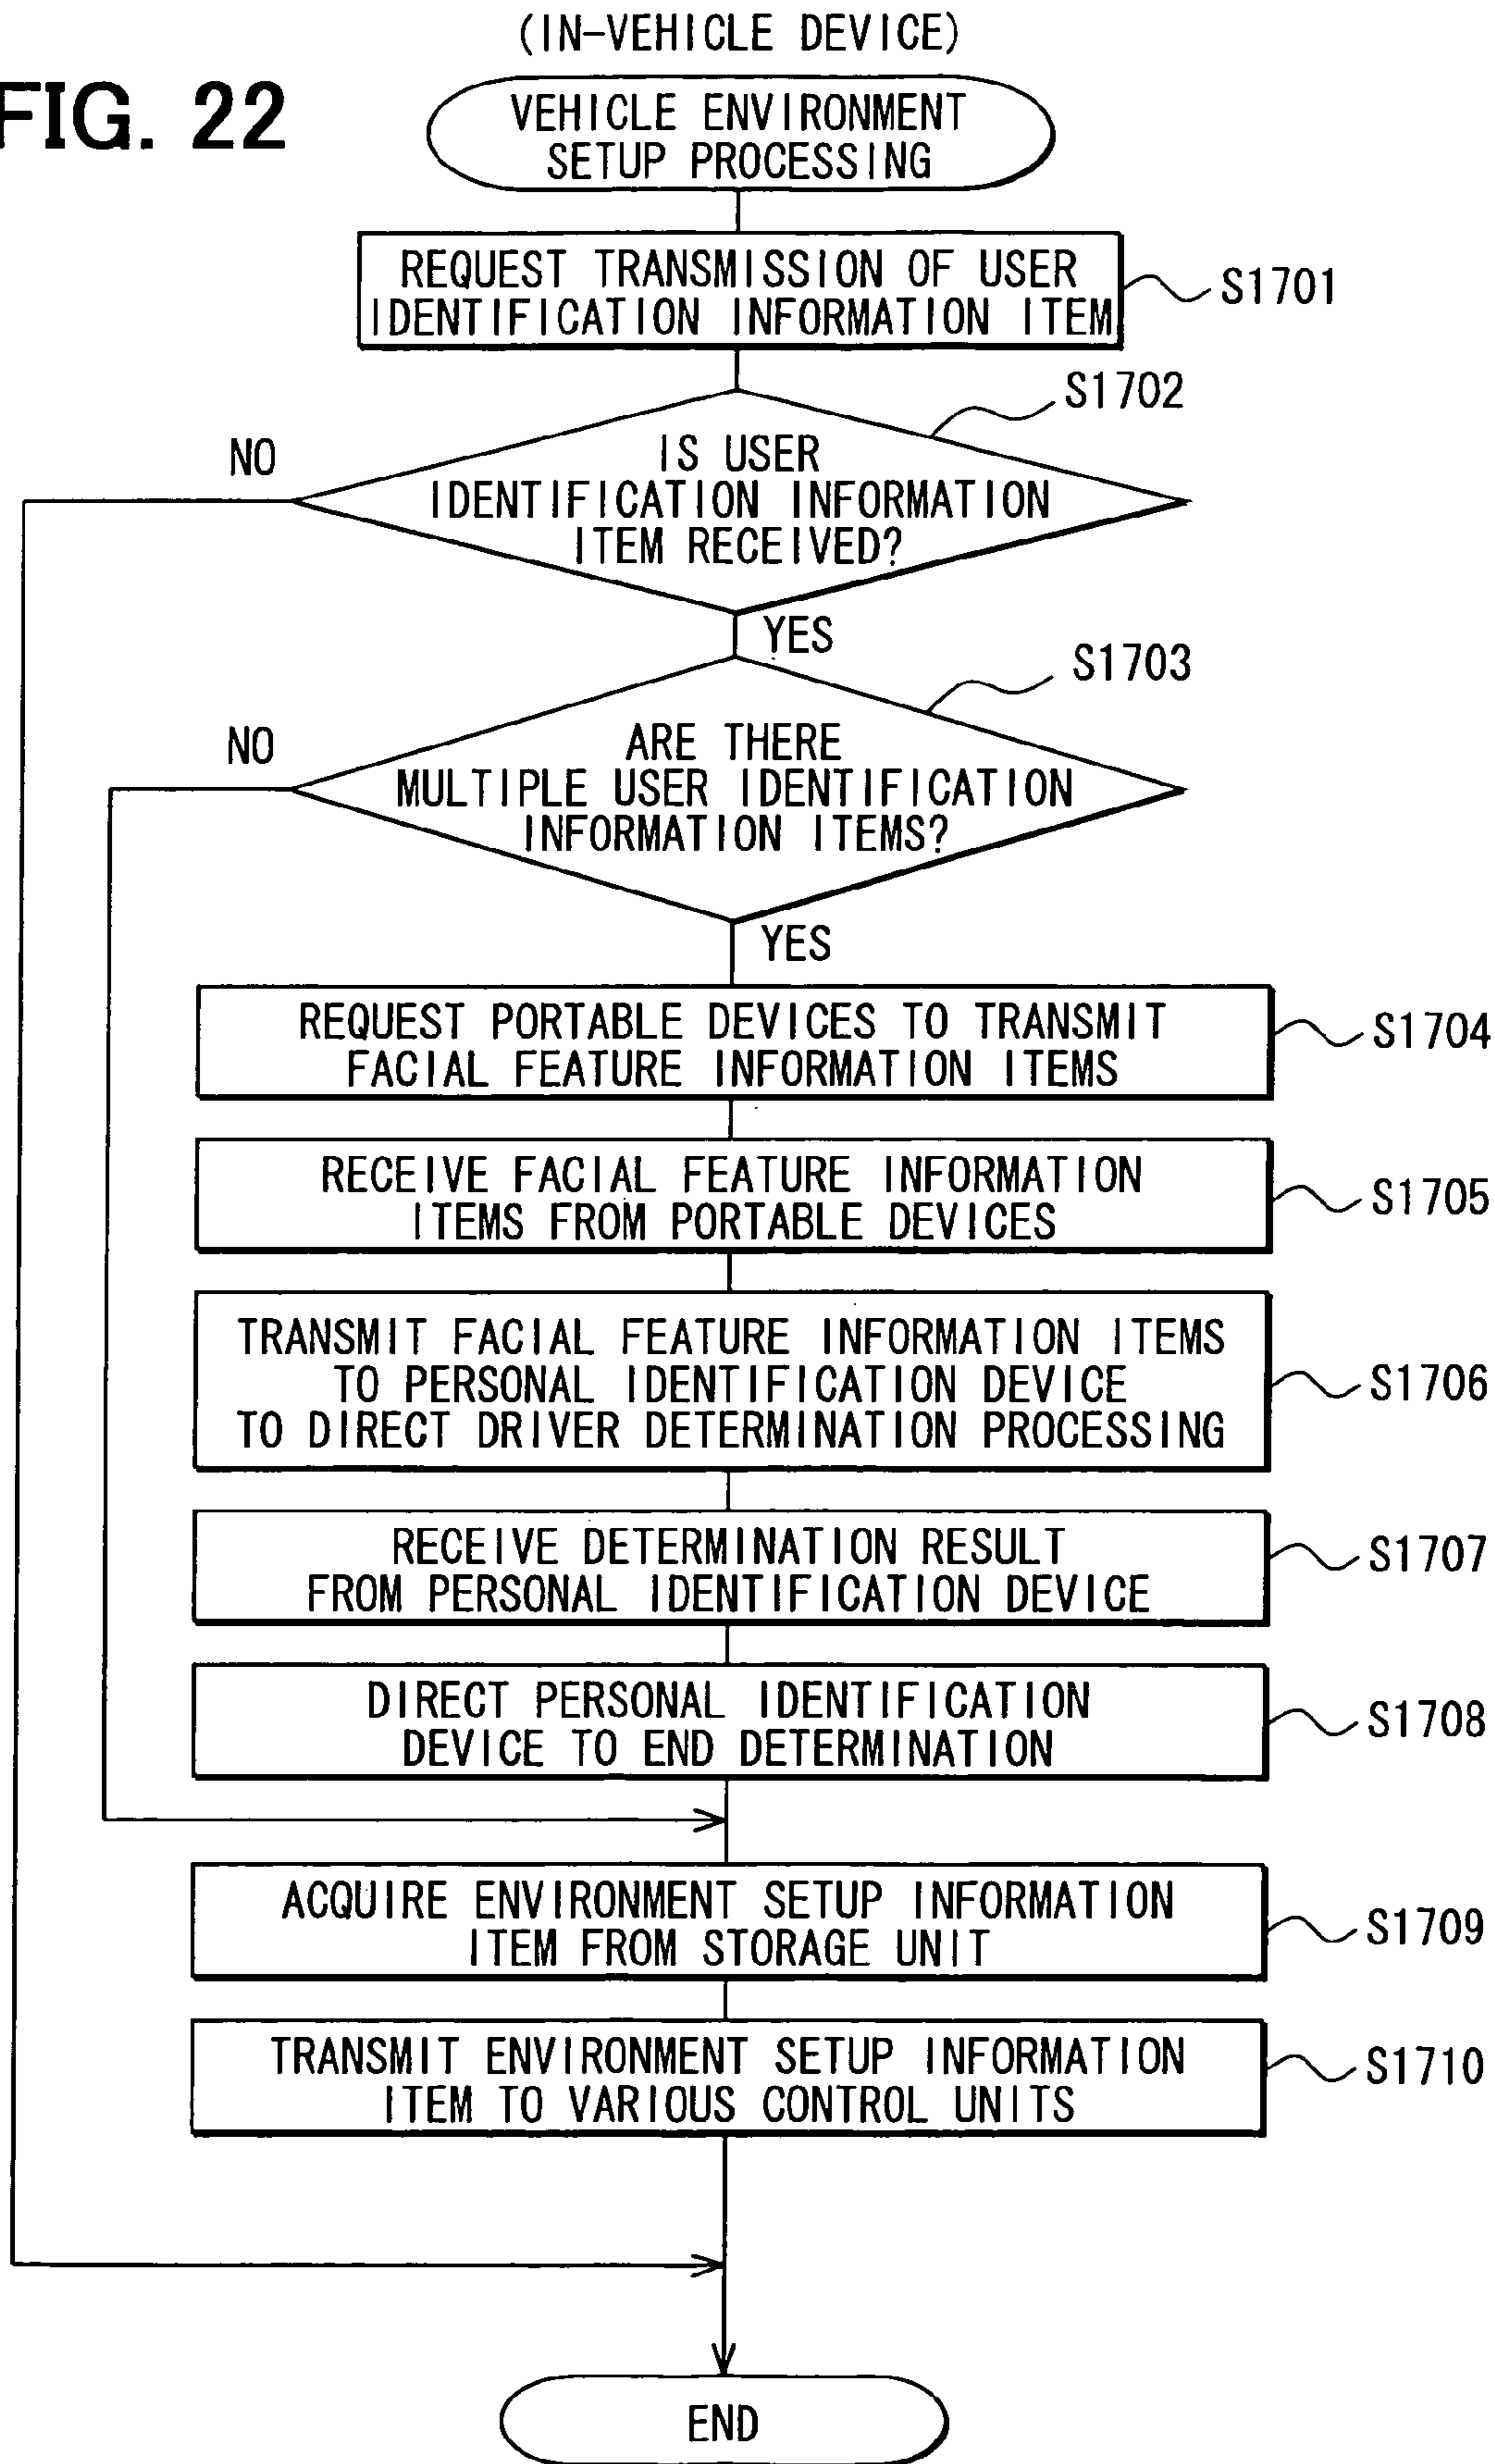 (IN-VEHICLE DEVICE)
FIG. 22
VEHICLE ENVIRONMENT
SETUP PROCESSING
REQUEST TRANSMISSION OF USER
IDENTIFICATION INFORMATION ITEM
S1701
S1702
NO
IS USER
IDENTIFICATION INFORMATION
ITEM RECEIVED?
YES
S1703
NO
ARE THERE
MULTIPLE USER IDENTIFICATION
INFORMATION ITEMS?
YES
REQUEST PORTABLE DEVICES TO TRANSMIT
FACIAL FEATURE INFORMATION ITEMS
S1704
RECEIVE FACIAL FEATURE INFORMATION
ITEMS FROM PORTABLE DEVICES
S1705
TRANSMIT FACIAL FEATURE INFORMATION ITEMS
TO PERSONAL IDENTIFICATION DEVICE
TO DIRECT DRIVER DETERMINATION PROCESSING
S1706
RECEIVE DETERMINATION RESULT
FROM PERSONAL IDENTIFICATION DEVICE
S1707
DIRECT PERSONAL IDENTIFICATION
DEVICE TO END DETERMINATION
S1708
ACQUIRE ENVIRONMENT SETUP INFORMATION
ITEM FROM STORAGE UNIT
S1709
TRANSMIT ENVIRONMENT SETUP INFORMATION
ITEM TO VARIOUS CONTROL UNITS
S1710
END